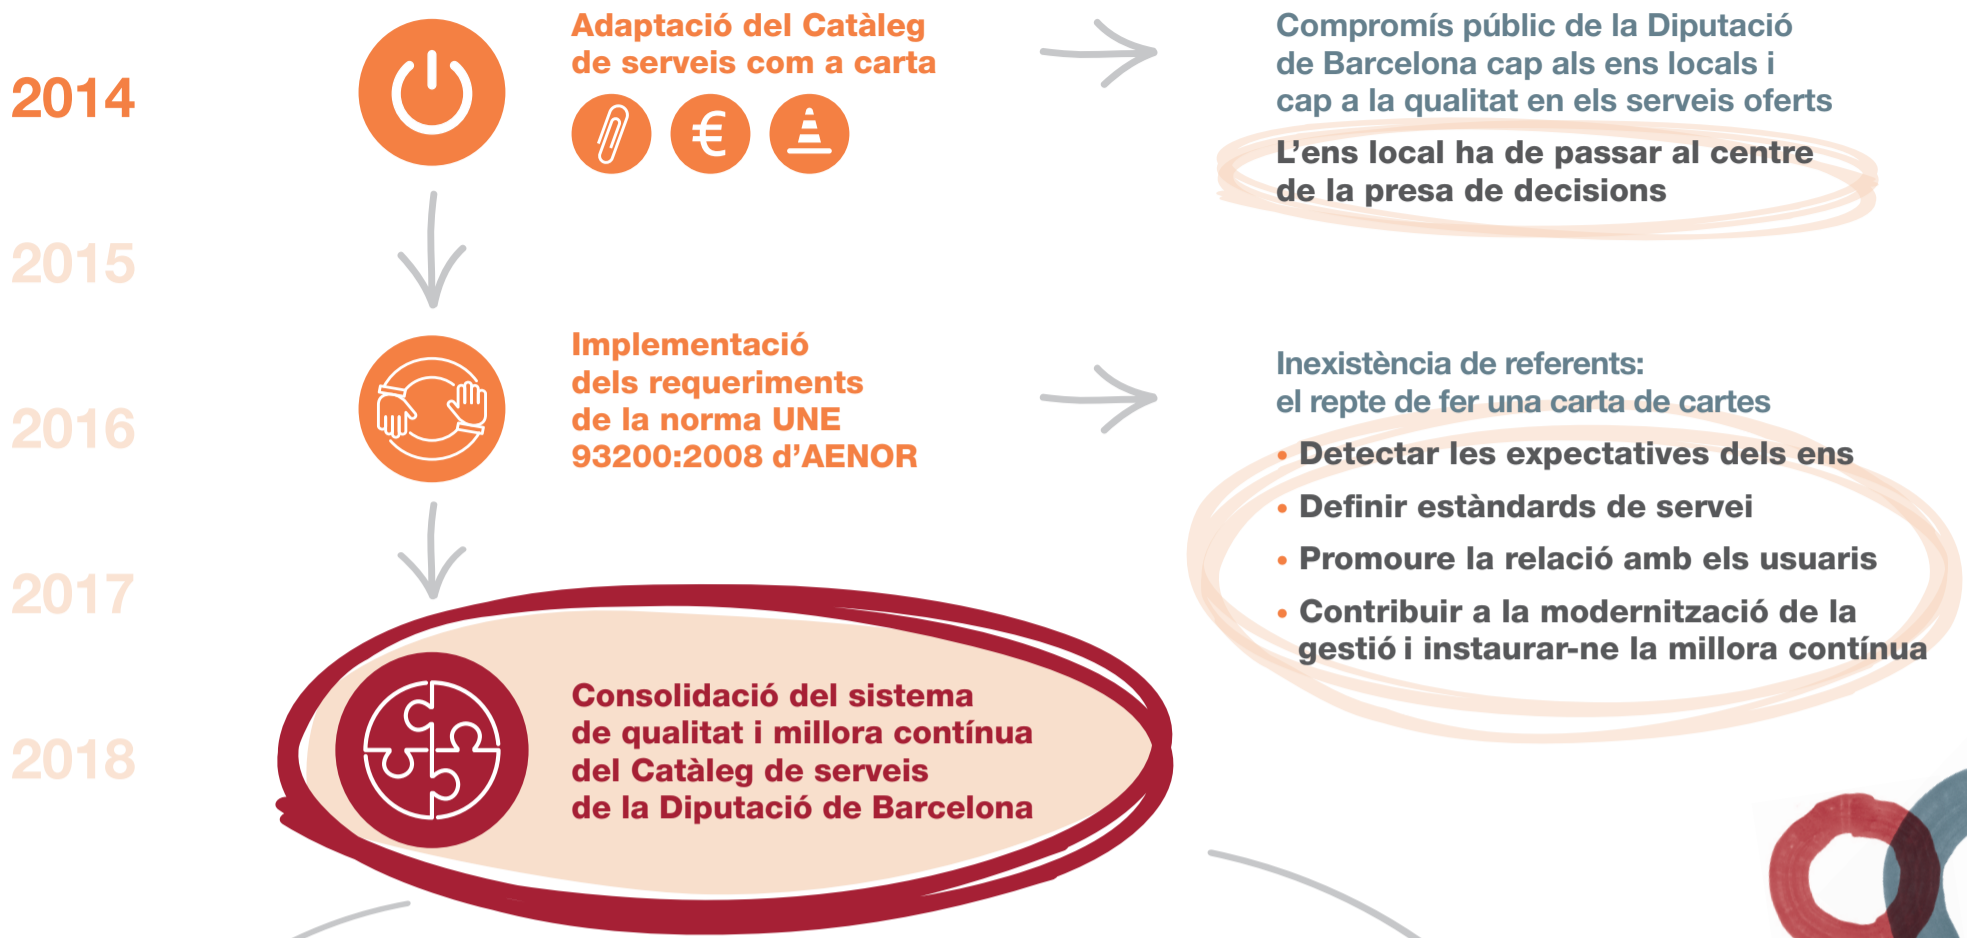 2014
Adaptació del Catàleg
de serveis com a carta
€
Compromís públic de la Diputació
de Barcelona cap als ens locals i
cap a la qualitat en els serveis oferts
L’ens local ha de passar al centre
de la presa de decisions
2015
Implementació
dels requeriments
de la norma UNE
93200:2008 d’AENOR
2016
Inexistència de referents:
el repte de fer una carta de cartes
• Detectar les expectatives dels ens
• Definir estàndards de servei
• Promoure la relació amb els usuaris
• Contribuir a la modernització de la
gestió i instaurar-ne la millora contínua
2017
Consolidació del sistema
de qualitat i millora contínua
del Catàleg de serveis
de la Diputació de Barcelona
2018